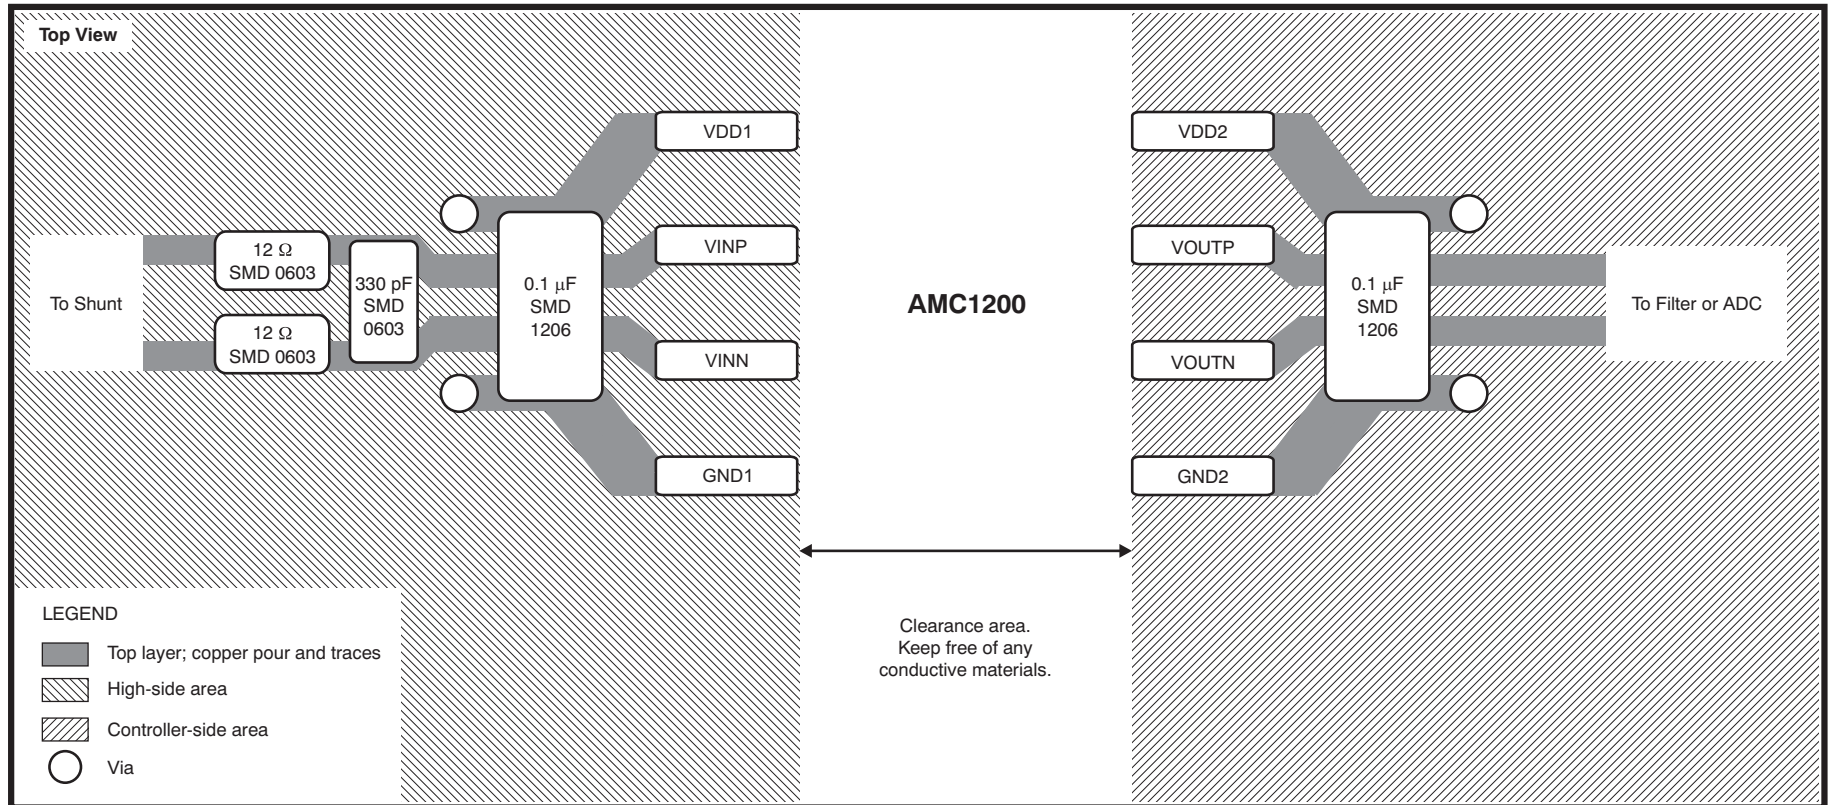 Top View
VDD1
VDD2
VINP
VOUTP
12 Ω
SMD 0603
330 pF
SMD
0603
0.1 μF
SMD
1206
To Shunt
AMC1200
0.1 μF
SMD
1206
To Filter or ADC
12 Ω
SMD 0603
VINN
VOUTN
GND1
GND2
Clearance area.
Keep free of any
conductive materials.
LEGEND
Top layer; copper pour and traces
High-side area
Controller-side area
Via